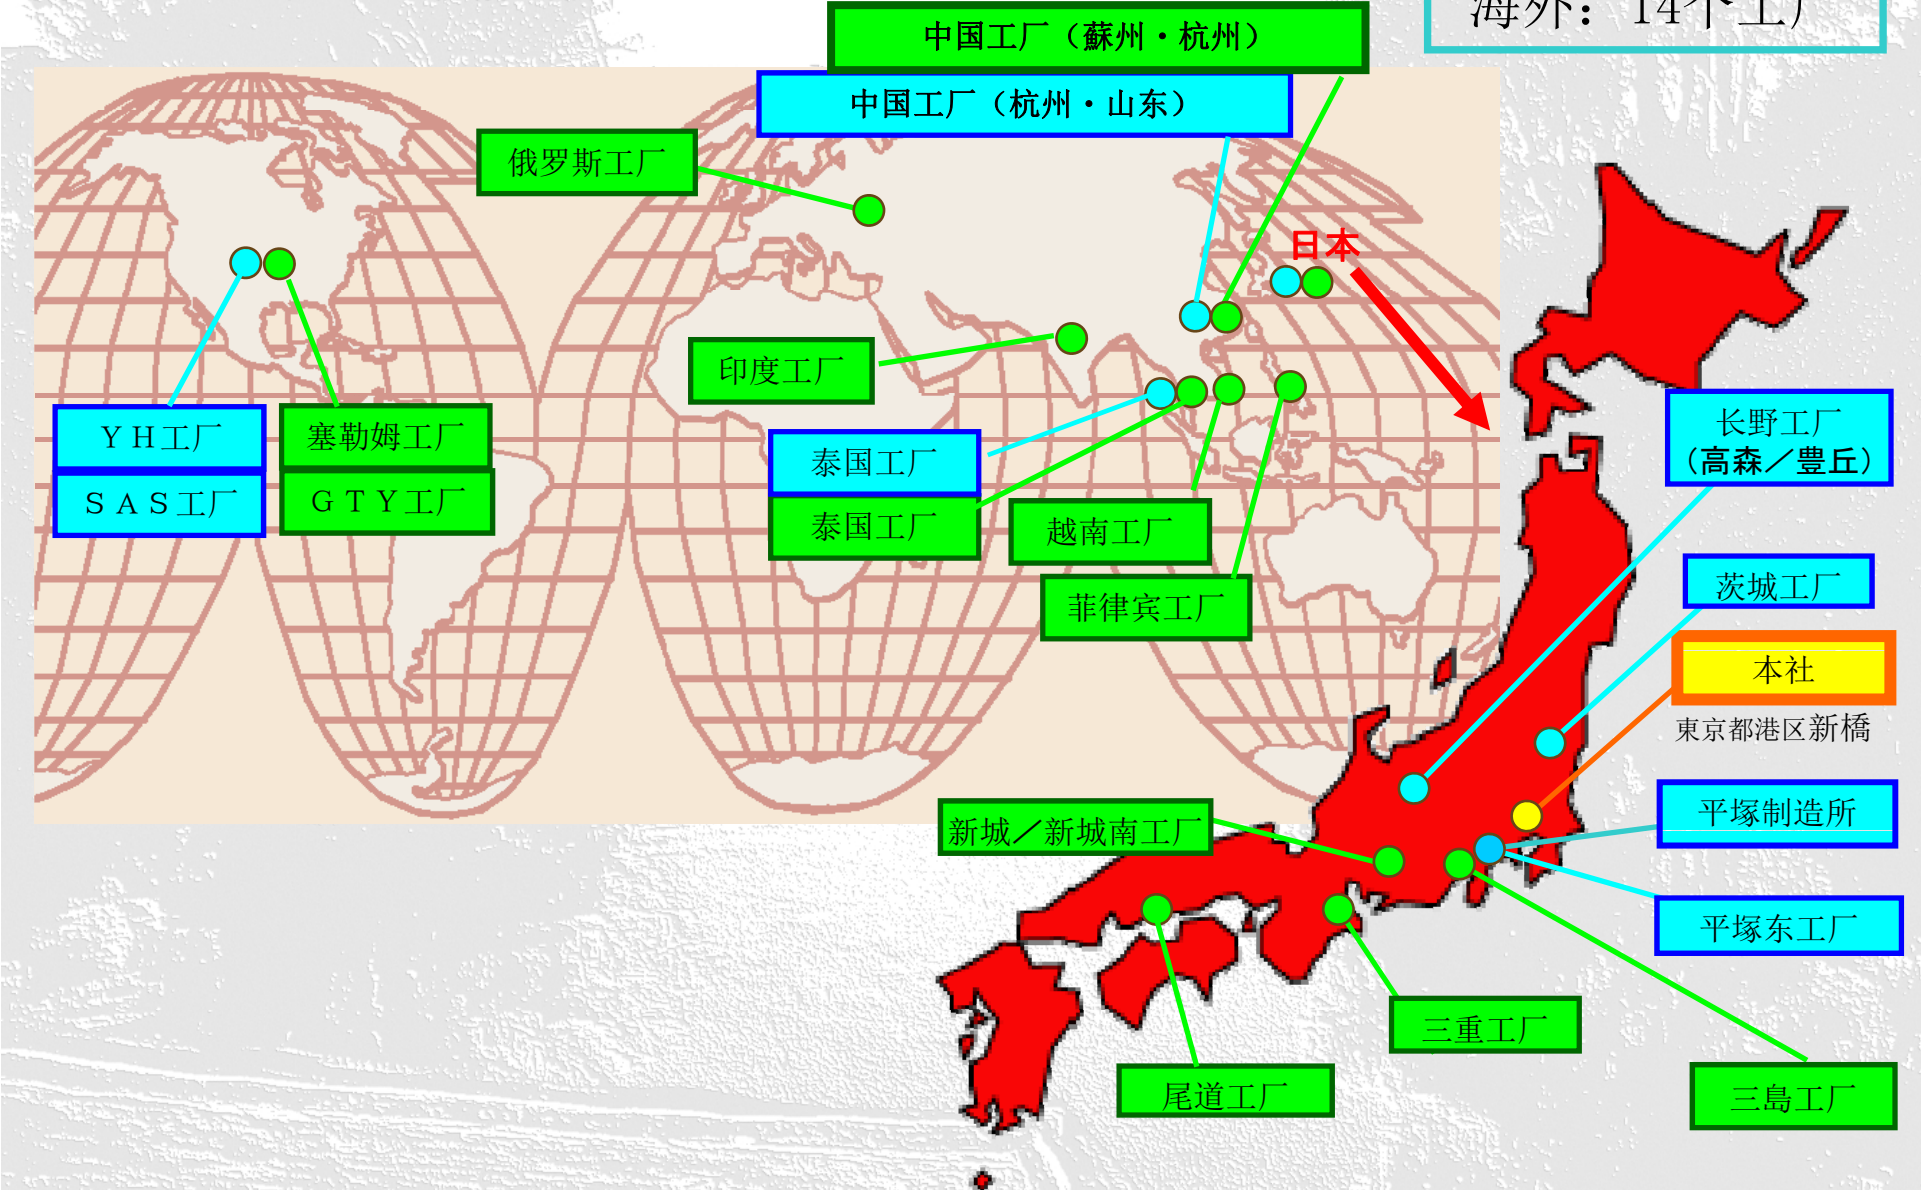 海外：14个工厂
中国工厂（蘇州・杭州）
中国工厂（杭州・山东）
俄罗斯工厂
日本
印度工厂
ＹＨ工厂
塞勒姆工厂
ＳＡＳ工厂
ＧＴＹ工厂
泰国工厂
泰国工厂
越南工厂
菲律宾工厂
长野工厂
（高森／豊丘）
茨城工厂
本社
東京都港区新橋
平塚制造所
新城／新城南工厂
平塚东工厂
三重工厂
尾道工厂
三島工厂